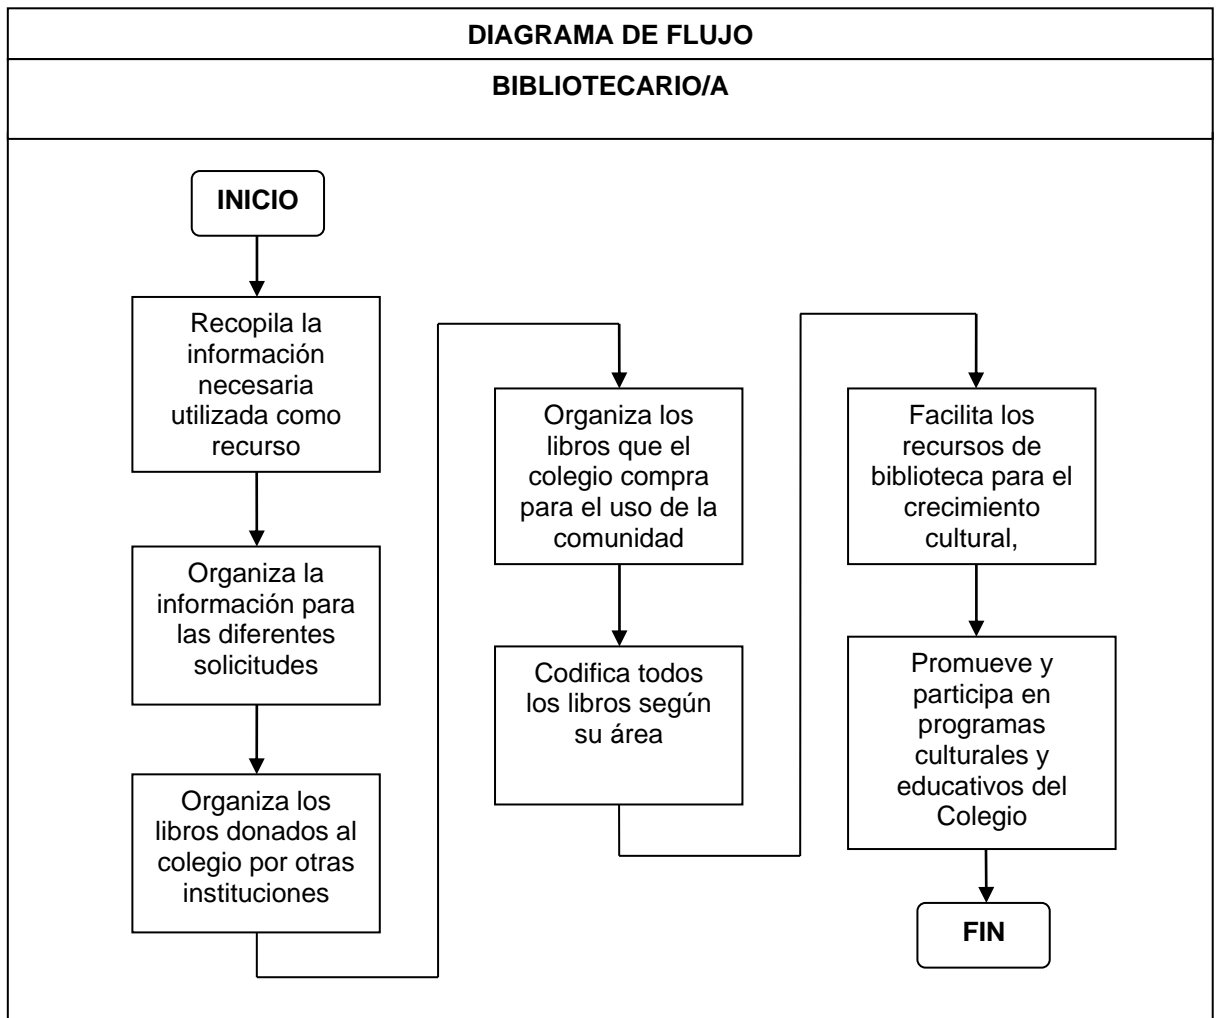 DIAGRAMA DE FLUJO
BIBLIOTECARIO/A
INICIO
Recopila la
información
necesaria
utilizada como
recurso
Organiza la
información para
las diferentes
solicitudes
Organiza los
libros donados al
colegio por otras
instituciones
Organiza los
libros que el
colegio compra
para el uso de la
comunidad
Codifica todos
los libros según
su área
Facilita los
recursos de
biblioteca para el
crecimiento
cultural,
Promueve y
participa en
programas
culturales y
educativos del
Colegio
FIN